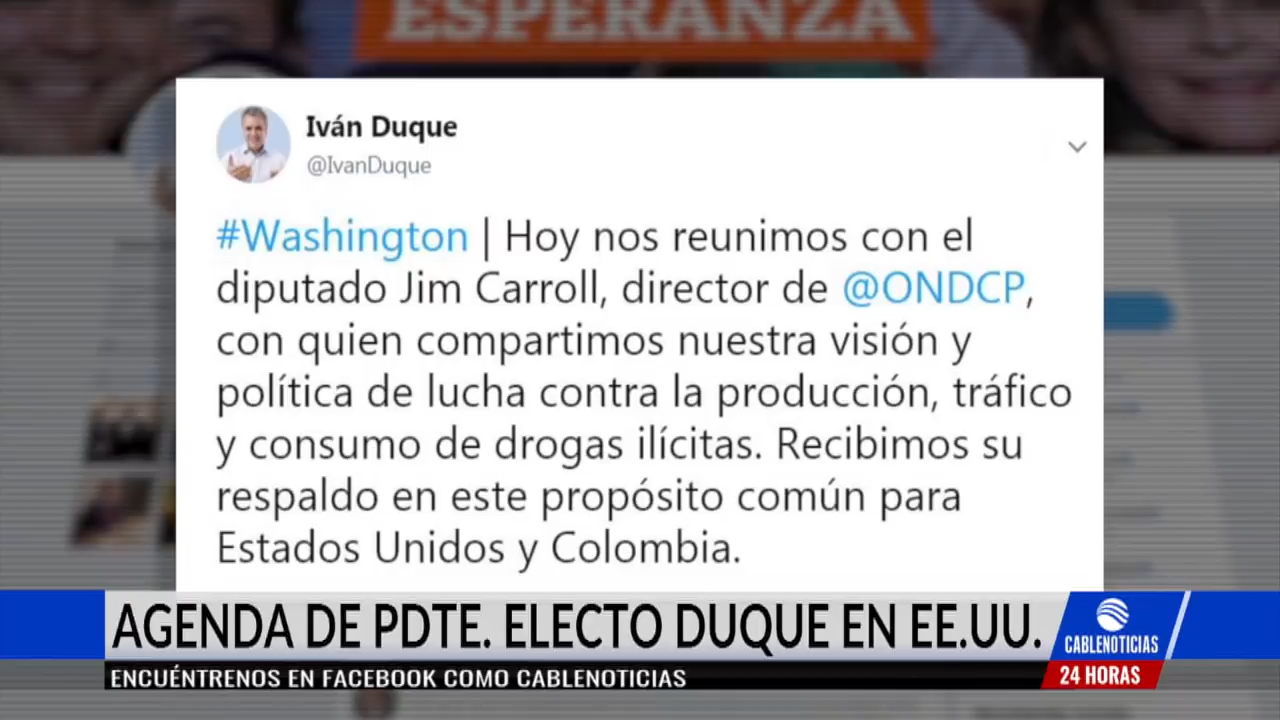 ESPERANZA
Iván Duque
@IvanDuque
#Washington | Hoy nos reunimos con el
diputado Jim Carroll, director de @ONDCP,
con quien compartimos nuestra visión y
política de lucha contra la producción, tráfico
y consumo de drogas ilícitas. Recibimos su
respaldo en este propósito común para
Estados Unidos y Colombia.
AGENDA DE PDTE. ELECTO DUQUE EN EE.UU.
CABLENOTICIAS
24 HORAS
ENCUÉNTRENOS EN FACEBOOK COMO CABLENOTICIAS